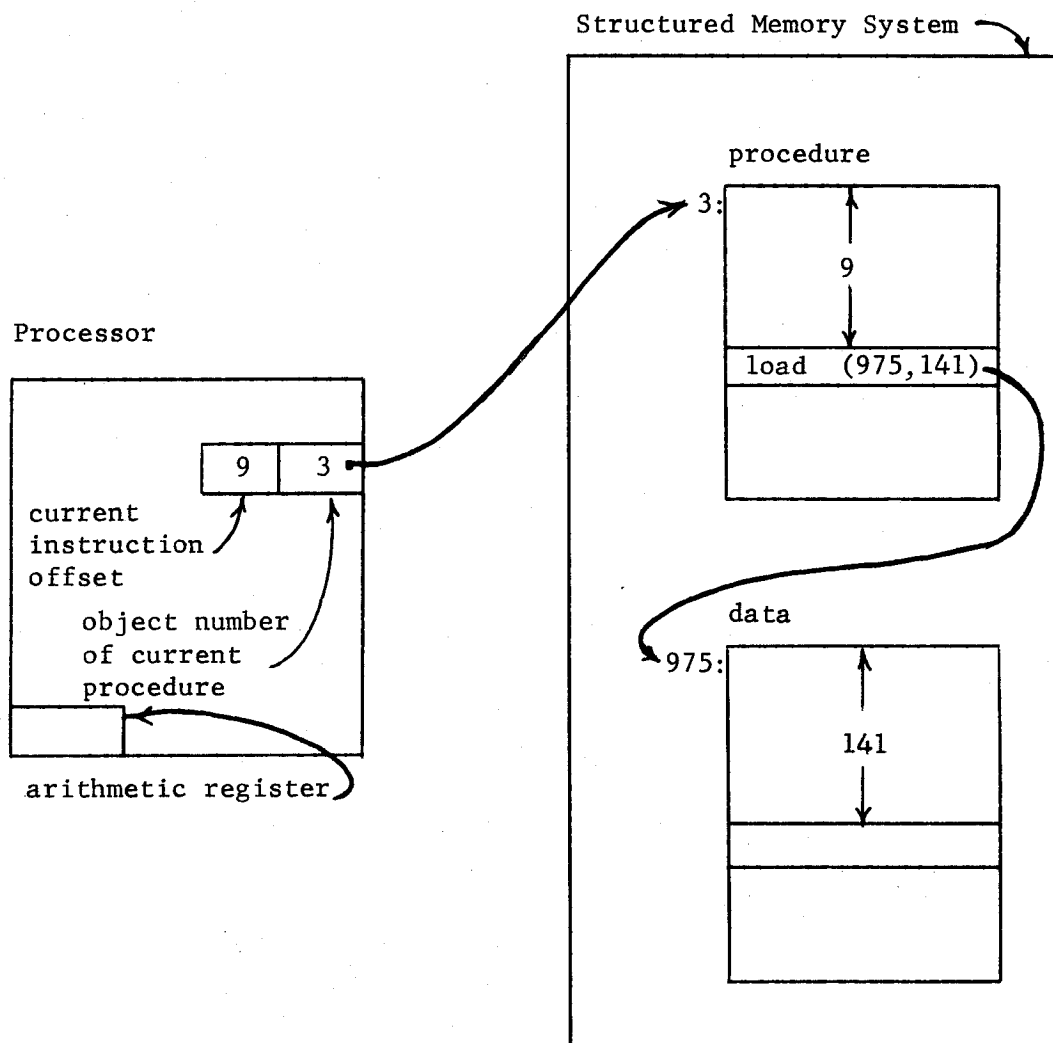 Structured Memory System
procedure
3:
9
load (975,141)
Processor
9 3
current
instruction
offset
object number
of current
procedure
arithmetic register
data
975:
141